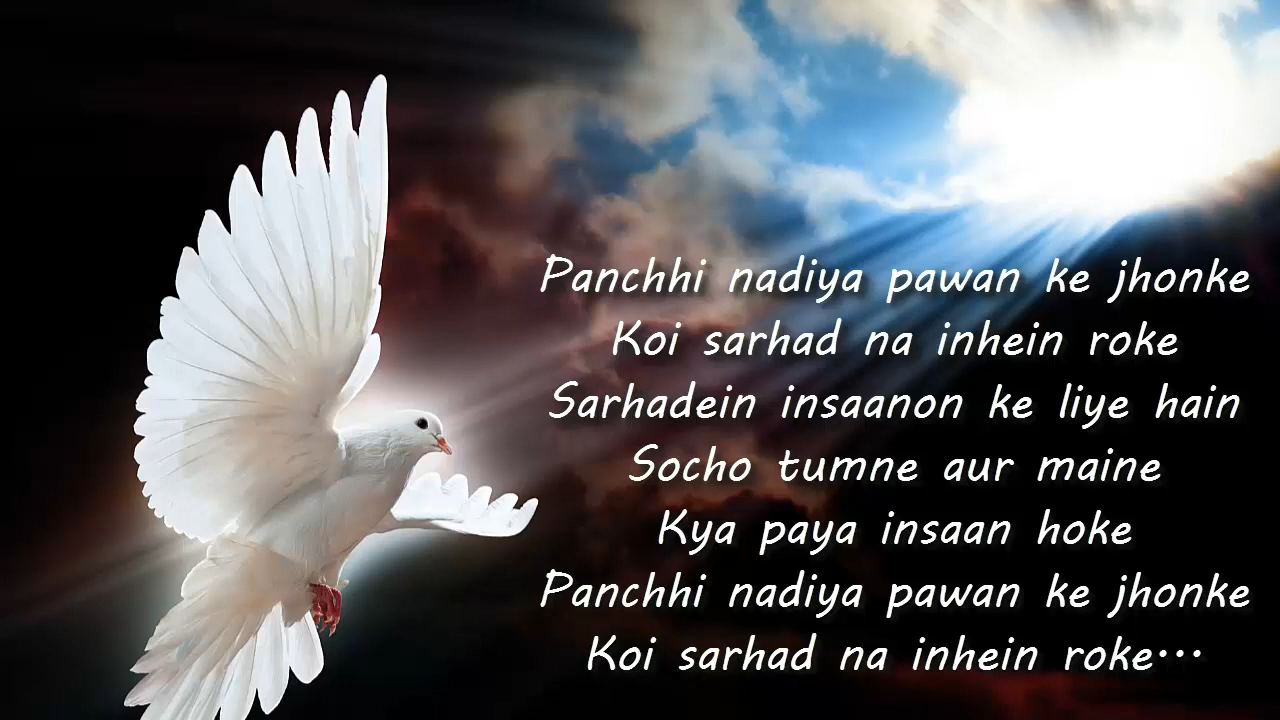 Panchhi nadiya pawan ke jhonke
Koi sarhad na inhein roke
Sarhadein insaanon ke liye hain
Socho tumne aur maine
Kya paya insaan hoke
Panchhi nadiya pawan ke jhonke
Koi sarhad na inhein roke...